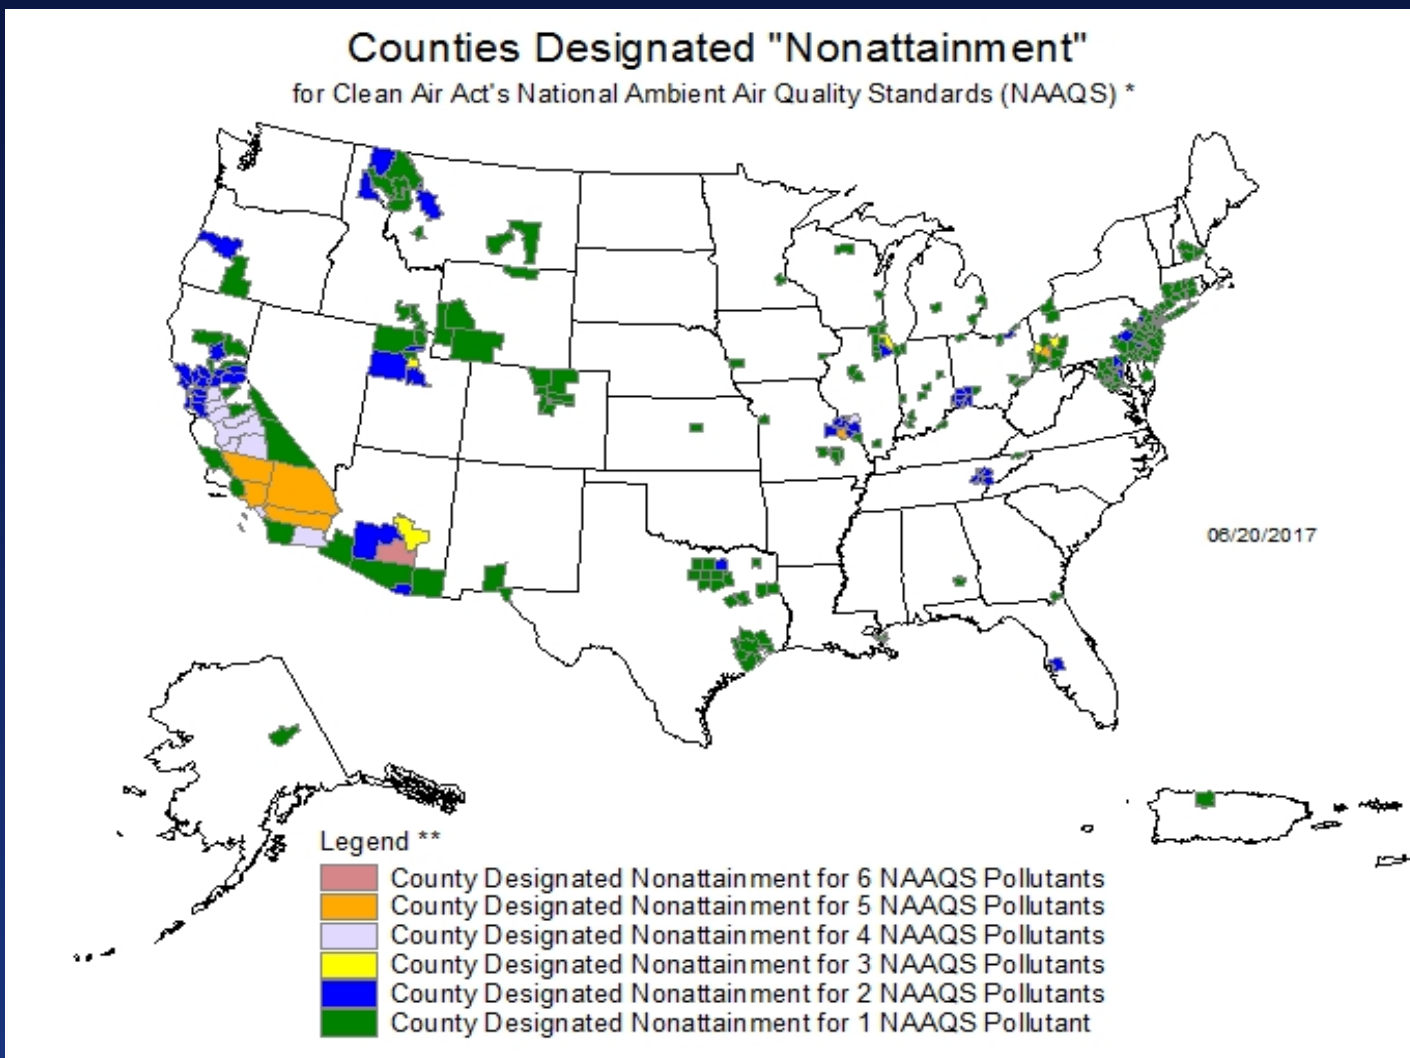 Counties Designated "Nonattainment"
for Clean Air Act's National Ambient Air Quality Standards (NAAQS) *
06/20/2017
Legend **
County Designated Nonattainment for 6 NAAQS Pollutants
County Designated Nonattainment for 5 NAAQS Pollutants
County Designated Nonattainment for 4 NAAQS Pollutants
County Designated Nonattainment for 3 NAAQS Pollutants
County Designated Nonattainment for 2 NAAQS Pollutants
County Designated Nonattainment for 1 NAAQS Pollutant